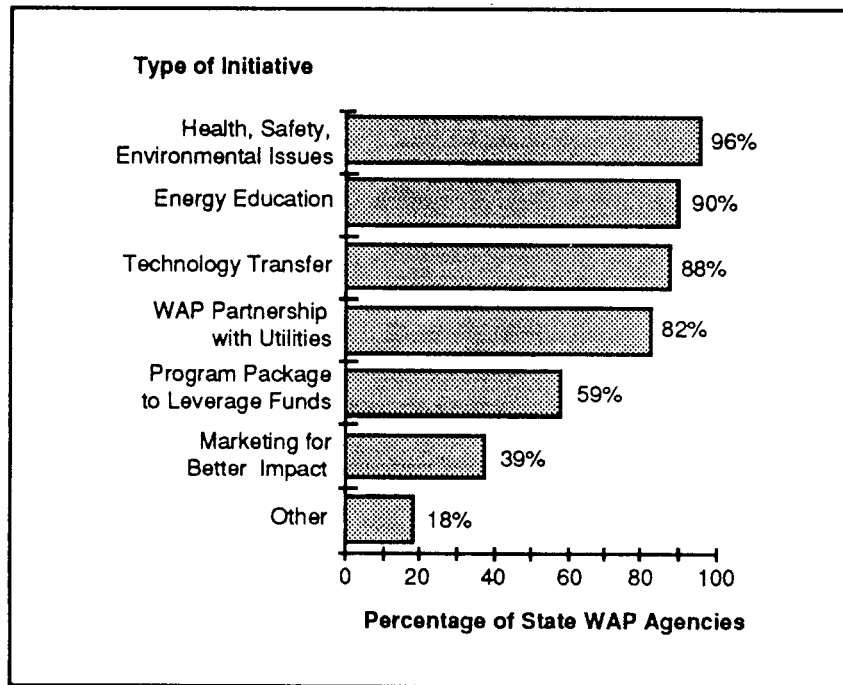 Type of Initiative
Health, Safety,
Environmental Issues
96%
Energy Education
90%
Technology Transfer
88%
WAP Partnership
with Utilities
82%
Program Package
to Leverage Funds
59%
Marketing for
Better Impact
39%
Other
18%
0 20 40 60 80 100
Percentage of State WAP Agencies